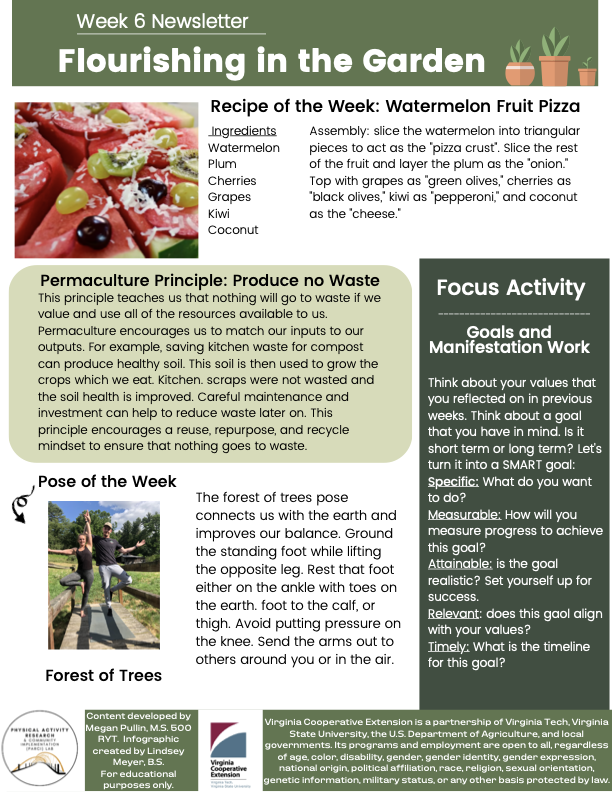 Week 6 Newsletter
Flourishing in the Garden
Recipe of the Week: Watermelon Fruit Pizza
Ingredients
Watermelon
Plum
Cherries
Grapes
Kiwi
Coconut
Assembly: slice the watermelon into triangular
pieces to act as the "pizza crust". Slice the rest
of the fruit and layer the plum as the "onion."
Top with grapes as "green olives," cherries as
"black olives," kiwi as "pepperoni," and coconut
as the "cheese."
Permaculture Principle: Produce no Waste
This principle teaches us that nothing will go to waste if we
value and use all of the resources available to us.
Permaculture encourages us to match our inputs to our
outputs. For example, saving kitchen waste for compost
can produce healthy soil. This soil is then used to grow the
crops which we eat. Kitchen. scraps were not wasted and
the soil health is improved. Careful maintenance and
investment can help to reduce waste later on. This
principle encourages a reuse, repurpose, and recycle
mindset to ensure that nothing goes to waste.
Focus Activity
Goals and
Manifestation Work
Think about your values that
you reflected on in previous
weeks. Think about a goal
that you have in mind. Is it
short term or long term? Let's
turn it into a SMART goal:
Specific: What do you want
to do?
Measurable: How will you
measure progress to achieve
this goal?
Attainable: is the goal
realistic? Set yourself up for
success.
Relevant: does this gaol align
with your values?
Timely: What is the timeline
for this goal?
Pose of the Week
The forest of trees pose
connects us with the earth and
improves our balance. Ground
the standing foot while lifting
the opposite leg. Rest that foot
either on the ankle with toes on
the earth. foot to the calf, or
thigh. Avoid putting pressure on
the knee. Send the arms out to
others around you or in the air.
Forest of Trees
PHYSICAL ACTIVITY
RESEARCH
& COMMUNITY
IMPLEMENTATION
(PARCI) LAB
Content developed by
Megan Pullin, M.S. 500
RYT. Infographic
created by Lindsey
Meyer, B.S.
For educational
purposes only.
Virginia
Cooperative
Extension
Virginia Tech
Virginia State University
Virginia Cooperative Extension is a partnership of Virginia Tech, Virginia
State University, the U.S. Department of Agriculture, and local
governments. Its programs and employment are open to all, regardless
of age, color, disability, gender, gender identity, gender expression,
national origin, political affiliation, race, religion, sexual orientation,
genetic information, military status, or any other basis protected by law.